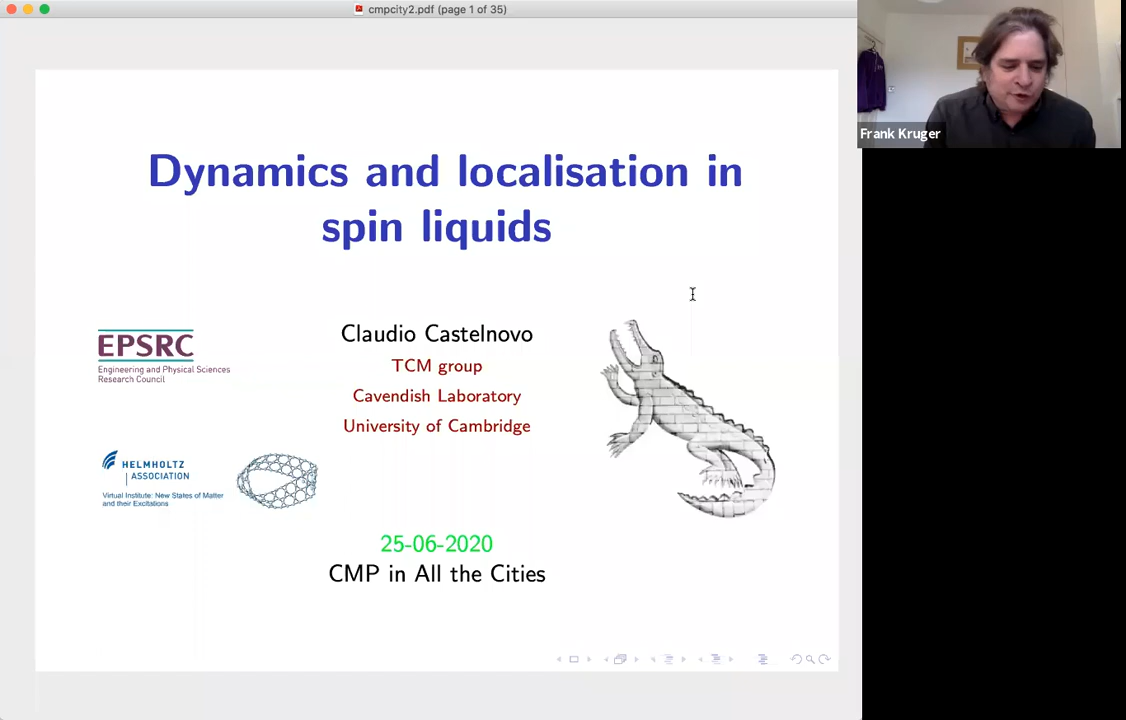 cmpcity2.pdf (page 1 of 35)
Frank Kruger
Dynamics and localisation in
spin liquids
EPSRC
Engineering and Physical Sciences
Research Council
Claudio Castelnovo
TCM group
Cavendish Laboratory
University of Cambridge
HELMHOLTZ
ASSOCIATION
Virtual Institute: New States of Matter
and their Excitations
25-06-2020
CMP in All the Cities